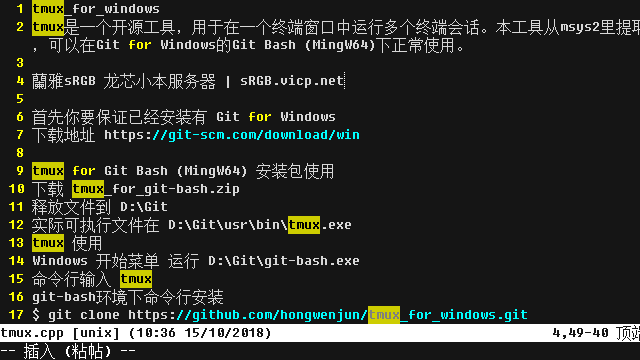 1 tmux_for_windows
2 tmux是一个开源工具，用于在一个终端窗口中运行多个终端会话。本工具从msys2里提取
，可以在Git for Windows的Git Bash (MingW64)下正常使用。
3
4 蘭雅sRGB 龙芯小本服务器 | sRGB.vicp.net
5
6 首先你要保证已经安装有 Git for Windows
7 下载地址 https://git-scm.com/download/win
8
9 tmux for Git Bash (MingW64) 安装包使用
10 下载 tmux_for_git-bash.zip
11 释放文件到 D:\Git
12 实际可执行文件在 D:\Git\usr\bin\tmux.exe
13 tmux 使用
14 Windows 开始菜单 运行 D:\Git\git-bash.exe
15 命令行输入 tmux
16 git-bash环境下命令行安装
17 $ git clone https://github.com/hongwenjun/tmux_for_windows.git
tmux.cpp [unix] (10:36 15/10/2018) 4,49-40 顶端
-- 插入 (粘帖) --